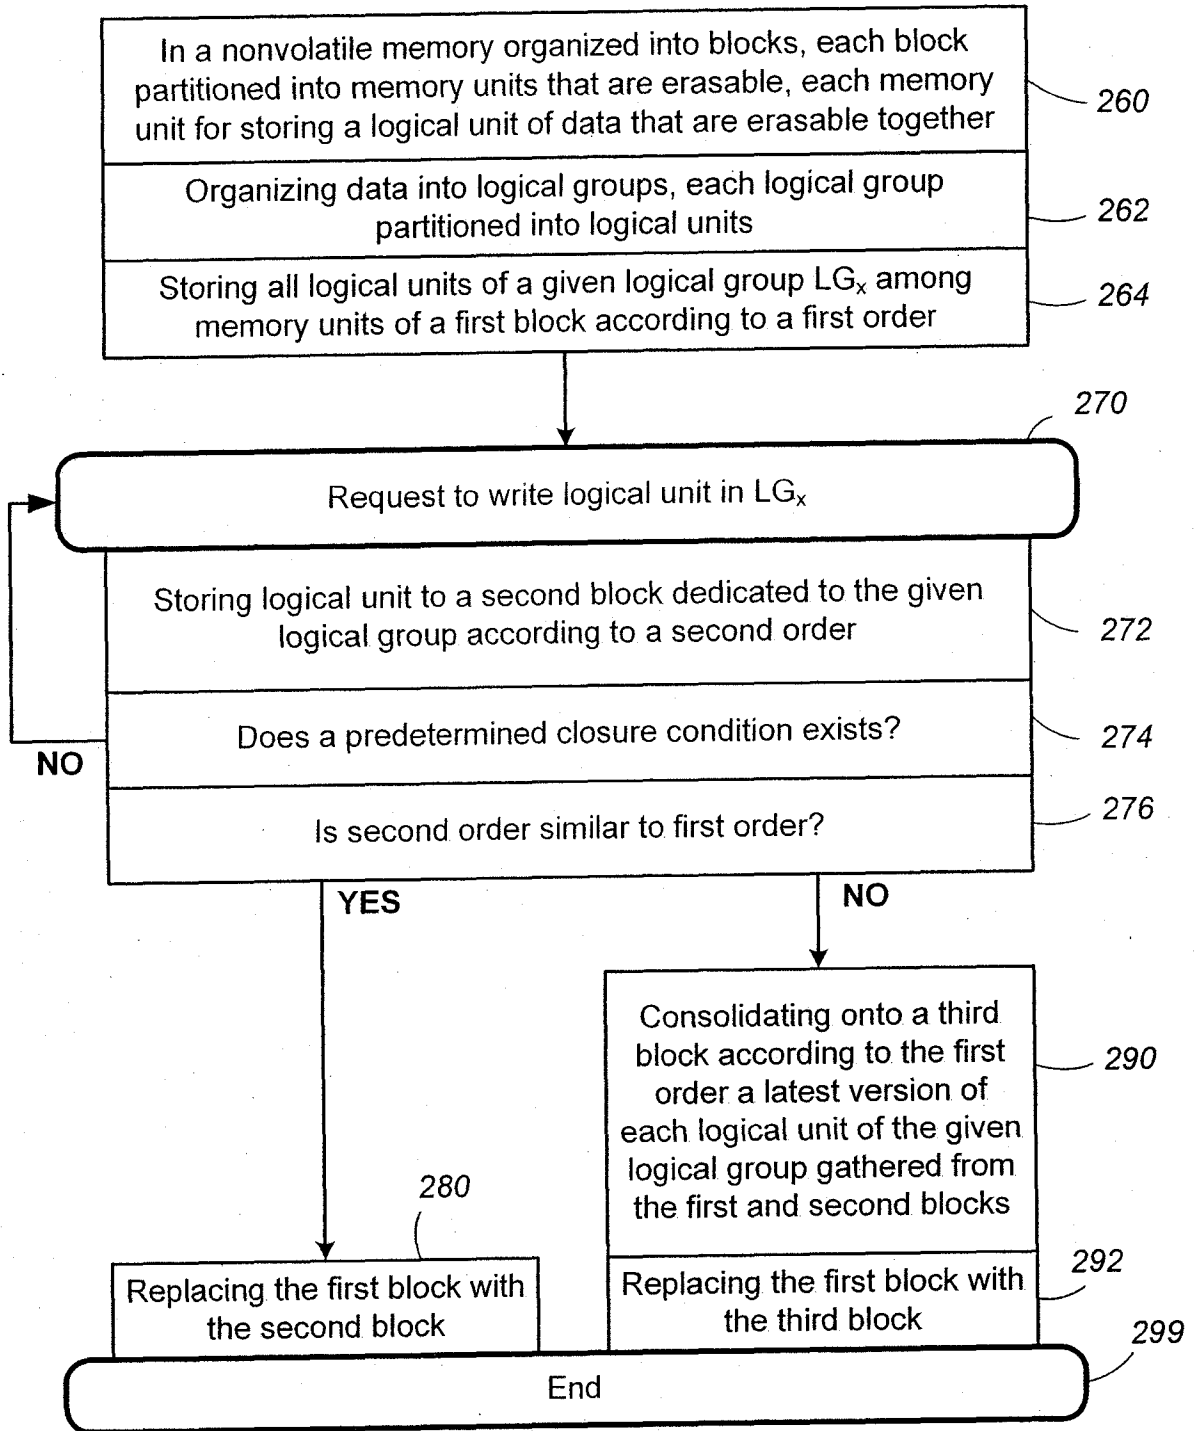 In a nonvolatile memory organized into blocks, each block
partitioned into memory units that are erasable, each memory
unit for storing a logical unit of data that are erasable together
260
Organizing data into logical groups, each logical group
partitioned into logical units
262
Storing all logical units of a given logical group LGx among
memory units of a first block according to a first order
264
270
Request to write logical unit in LGx
Storing logical unit to a second block dedicated to the given
logical group according to a second order
272
Does a predetermined closure condition exists?
274
NO
276
Is second order similar to first order?
YES
NO
Consolidating onto a third
block according to the first
order a latest version of
each logical unit of the given
logical group gathered from
the first and second blocks
290
280
Replacing the first block with
the second block
Replacing the first block with
the third block
292
299
End